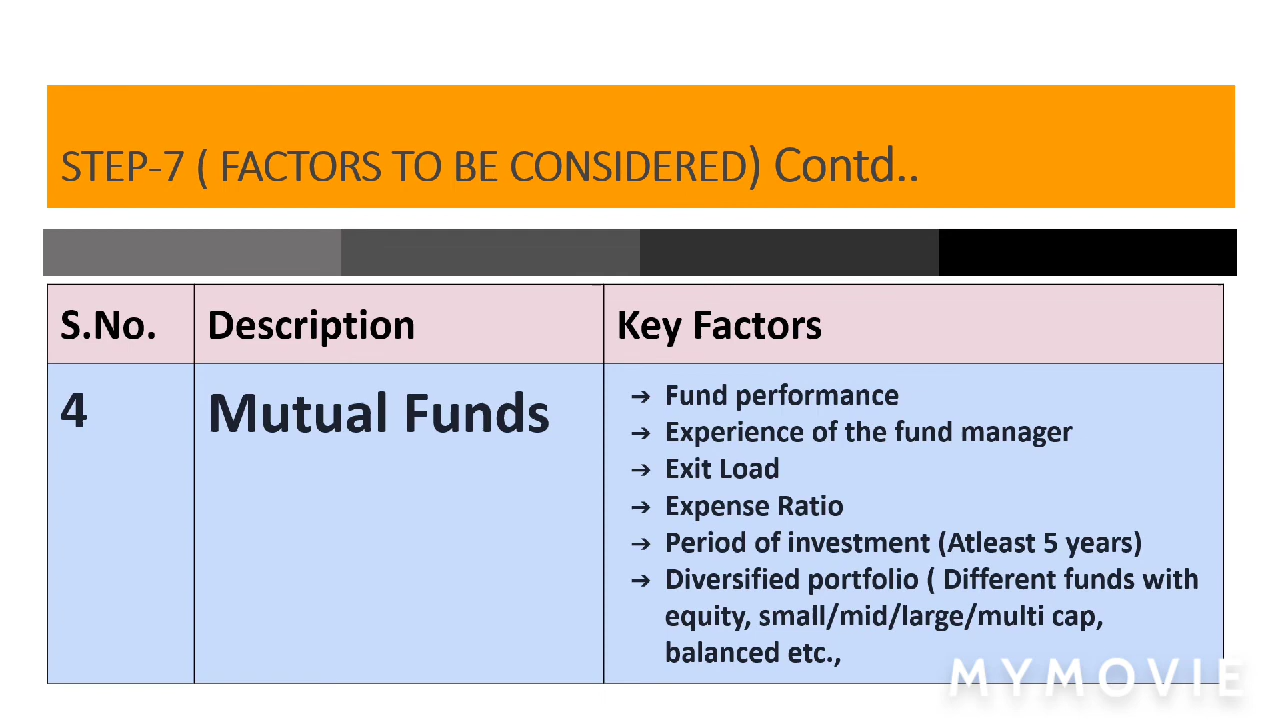 STEP-7 ( FACTORS TO BE CONSIDERED) Contd..
S.No.
Description
Key Factors
4
Mutual Funds
➔ Fund performance
➔ Experience of the fund manager
➔ Exit Load
➔ Expense Ratio
➔ Period of investment (Atleast 5 years)
➔ Diversified portfolio ( Different funds with
equity, small/mid/large/multi cap,
balanced etc.,
MYMOVIE